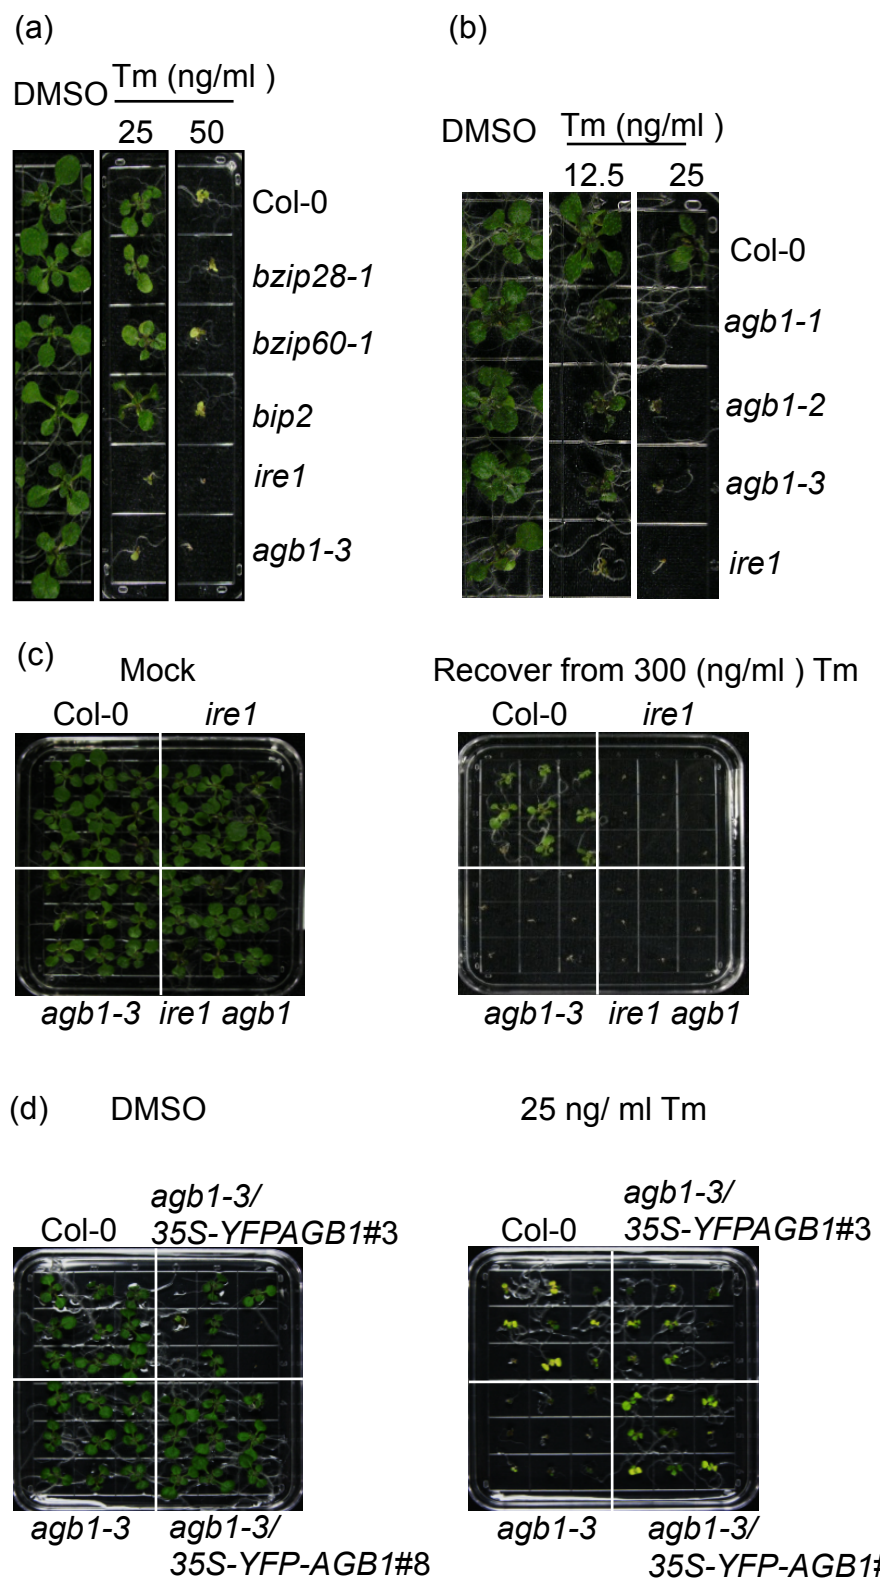 (a)
DMSO Tm (ng/ml )
25 50
Col-0
bzip28-1
bzip60-1
bip2
ire1
agb1-3
(b)
DMSO Tm (ng/ml )
12.5 25
Col-0
agb1-1
agb1-2
agb1-3
ire1
(c)
Mock
Recover from 300 (ng/ml ) Tm
Col-0 ire1
Col-0 ire1
agb1-3 ire1 agb1
agb1-3 ire1 agb1
(d) DMSO
25 ng/ ml Tm
agb1-3/
Col-0 35S-YFPAGB1#3
agb1-3/
Col-0 35S-YFPAGB1#3
agb1-3 agb1-3/
35S-YFP-AGB1#8
agb1-3 agb1-3/
35S-YFP-AGB1#